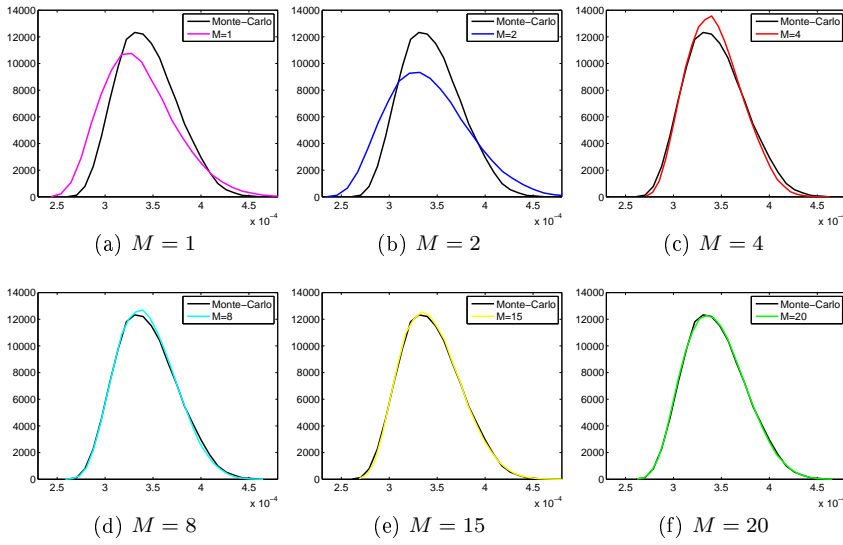 14000
12000
10000
8000
6000
4000
2000
0
2.5 3 3.5 4 4.5
x 10⁻⁴
Monte-Carlo
M=1
(a) M = 1
14000
12000
10000
8000
6000
4000
2000
0
2.5 3 3.5 4 4.5
x 10⁻⁴
Monte-Carlo
M=2
(b) M = 2
14000
12000
10000
8000
6000
4000
2000
0
2.5 3 3.5 4 4.5
x 10⁻⁴
Monte-Carlo
M=4
(c) M = 4
14000
12000
10000
8000
6000
4000
2000
0
2.5 3 3.5 4 4.5
x 10⁻⁴
Monte-Carlo
M=8
(d) M = 8
14000
12000
10000
8000
6000
4000
2000
0
2.5 3 3.5 4 4.5
x 10⁻⁴
Monte-Carlo
M=15
(e) M = 15
14000
12000
10000
8000
6000
4000
2000
0
2.5 3 3.5 4 4.5
x 10⁻⁴
Monte-Carlo
M=20
(f) M = 20